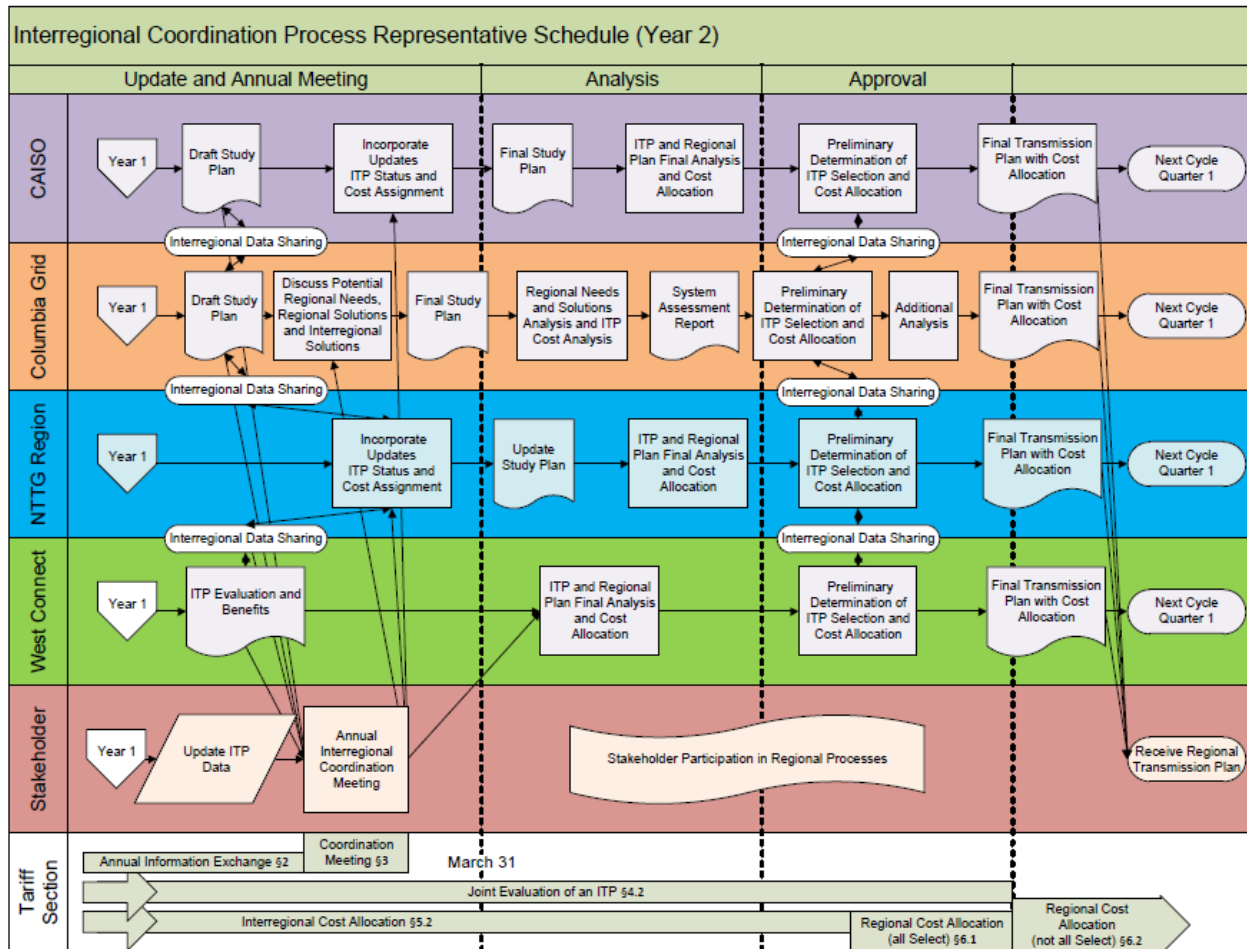 Interregional Coordination Process Representative Schedule (Year 2)
Update and Annual Meeting
Analysis
Approval
CAISO
Year 1
Draft Study
Plan
Incorporate
Updates
ITP Status and
Cost Assignment
Final Study
Plan
ITP and Regional
Plan Final Analysis
and Cost
Allocation
Preliminary
Determination of
ITP Selection and
Cost Allocation
Final Transmission
Plan with Cost
Allocation
Next Cycle
Quarter 1
Interregional Data Sharing
Interregional Data Sharing
Columbia Grid
Year 1
Draft Study
Plan
Discuss Potential
Regional Needs,
Regional Solutions
and Interregional
Solutions
Final Study
Plan
Regional Needs
and Solutions
Analysis and ITP
Cost Analysis
System
Assessment
Report
Preliminary
Determination of
ITP Selection and
Cost Allocation
Additional
Analysis
Final Transmission
Plan with Cost
Allocation
Next Cycle
Quarter 1
Interregional Data Sharing
Interregional Data Sharing
NTTG Region
Year 1
Incorporate
Updates
ITP Status and
Cost Assignment
Update
Study Plan
ITP and Regional
Plan Final Analysis
and Cost
Allocation
Preliminary
Determination of
ITP Selection and
Cost Allocation
Final Transmission
Plan with Cost
Allocation
Next Cycle
Quarter 1
Interregional Data Sharing
Interregional Data Sharing
West Connect
Year 1
ITP Evaluation and
Benefits
ITP and Regional
Plan Final Analysis
and Cost
Allocation
Preliminary
Determination of
ITP Selection and
Cost Allocation
Final Transmission
Plan with Cost
Allocation
Next Cycle
Quarter 1
Stakeholder
Year 1
Update ITP
Data
Annual
Interregional
Coordination
Meeting
Stakeholder Participation in Regional Processes
Receive Regional
Transmission Plan
Tariff
Section
Annual Information Exchange §2
Coordination
Meeting §3
March 31
Joint Evaluation of an ITP §4.2
Interregional Cost Allocation §5.2
Regional Cost Allocation
(all Select) §6.1
Regional Cost
Allocation
(not all Select) §6.2